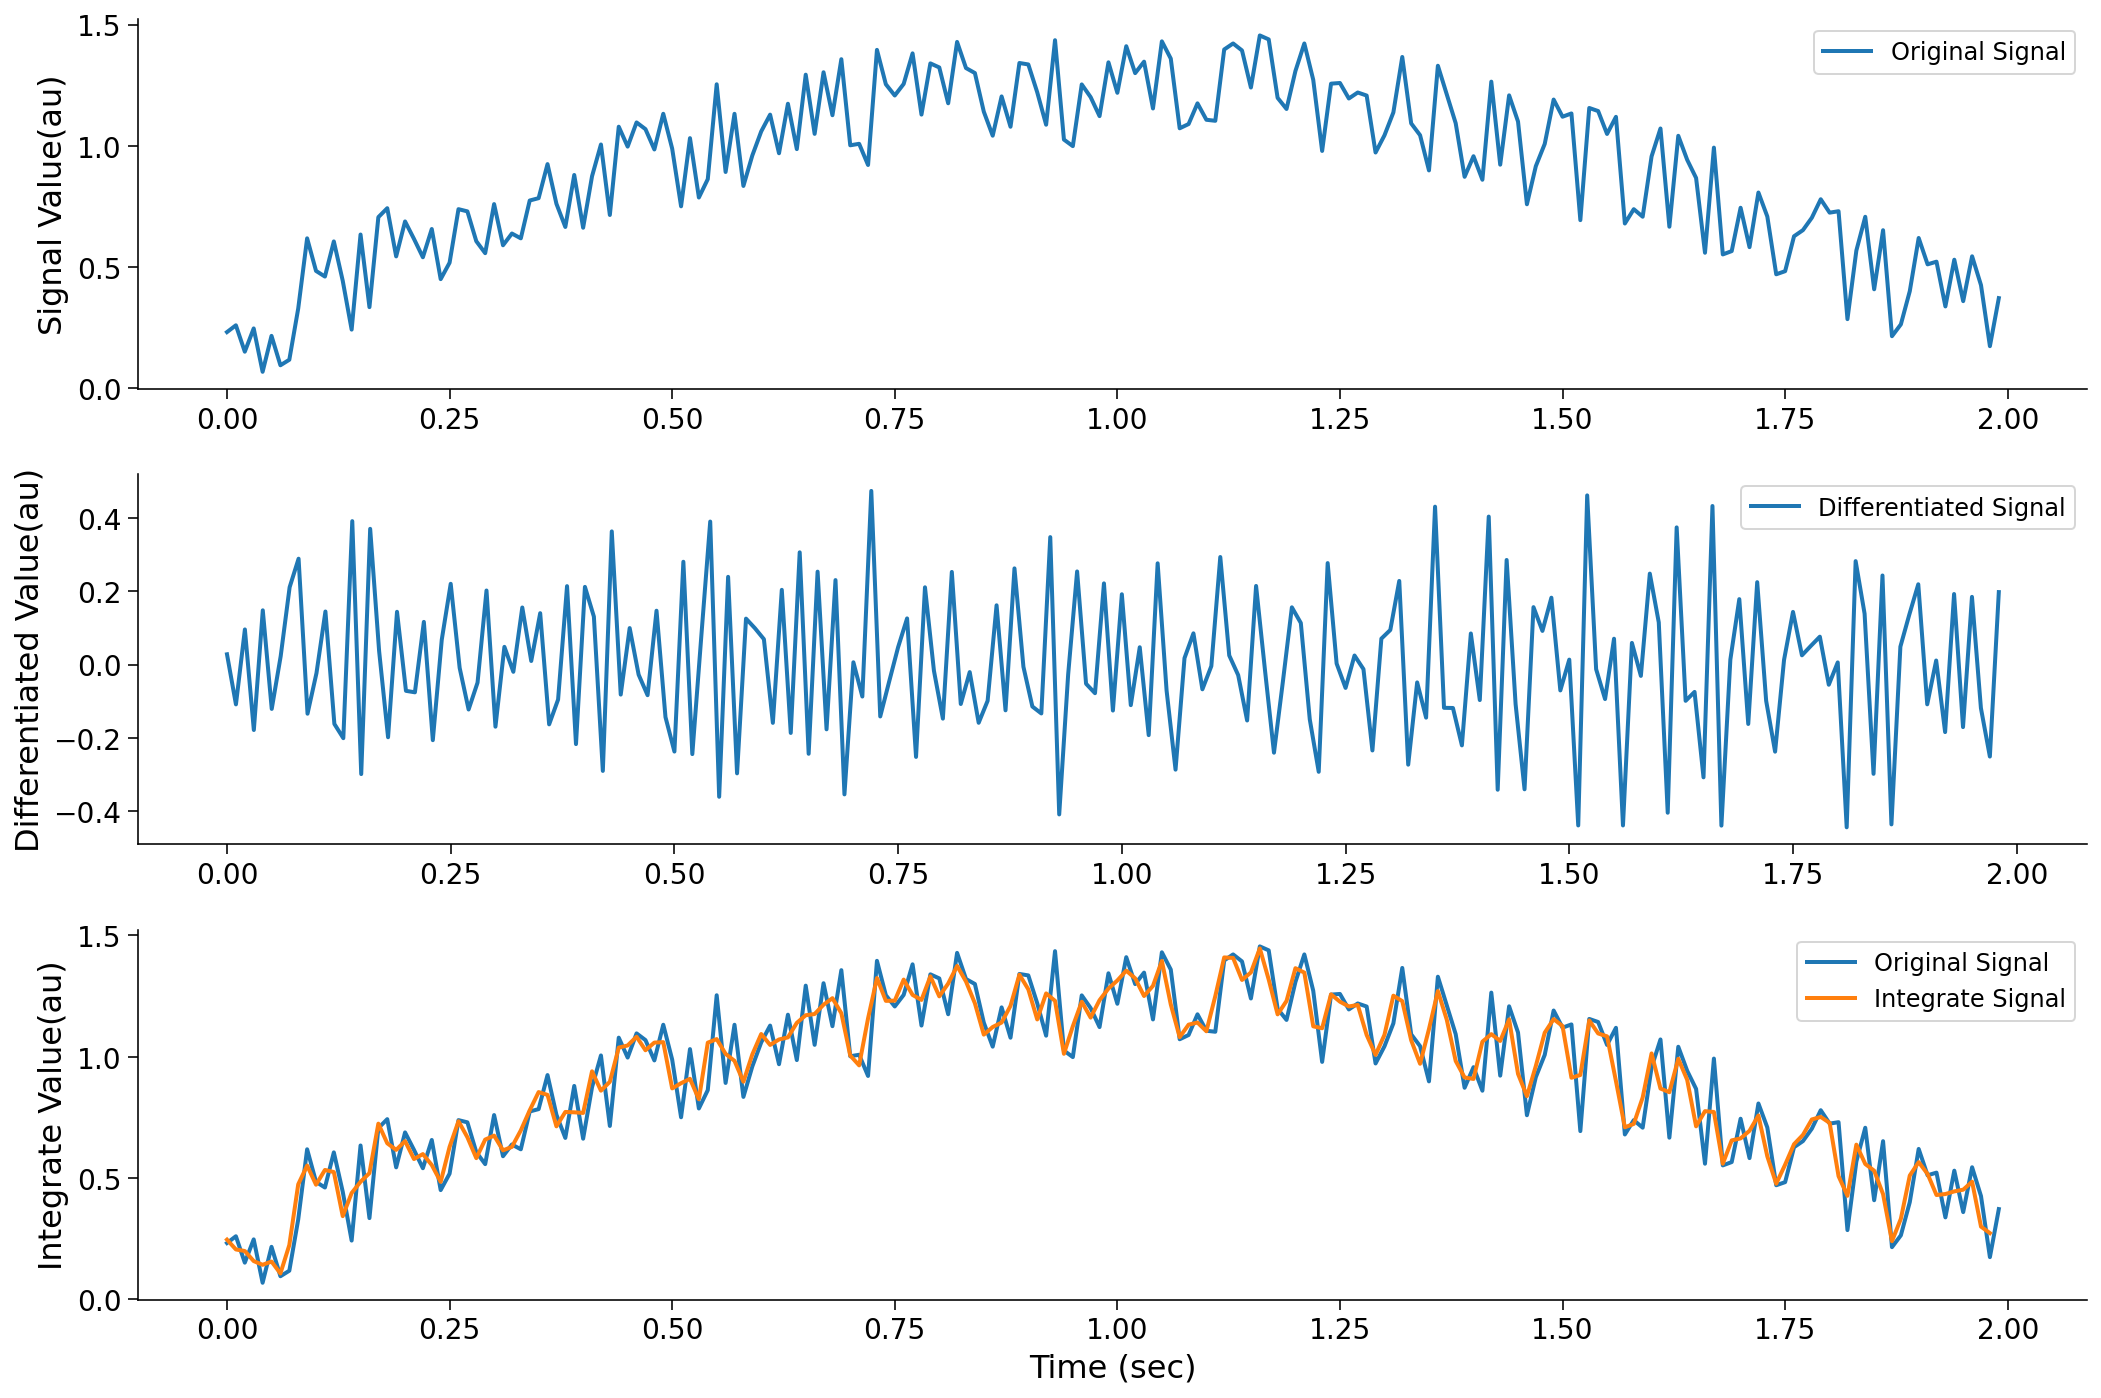 Signal Value(au)
1.5
1.0
0.5
0.0
Original Signal
0.00 0.25 0.50 0.75 1.00 1.25 1.50 1.75 2.00
Differentiated Value(au)
0.4
0.2
0.0
−0.2
−0.4
Differentiated Signal
0.00 0.25 0.50 0.75 1.00 1.25 1.50 1.75 2.00
Integrate Value(au)
1.5
1.0
0.5
0.0
Original Signal
Integrate Signal
0.00 0.25 0.50 0.75 1.00 1.25 1.50 1.75 2.00
Time (sec)